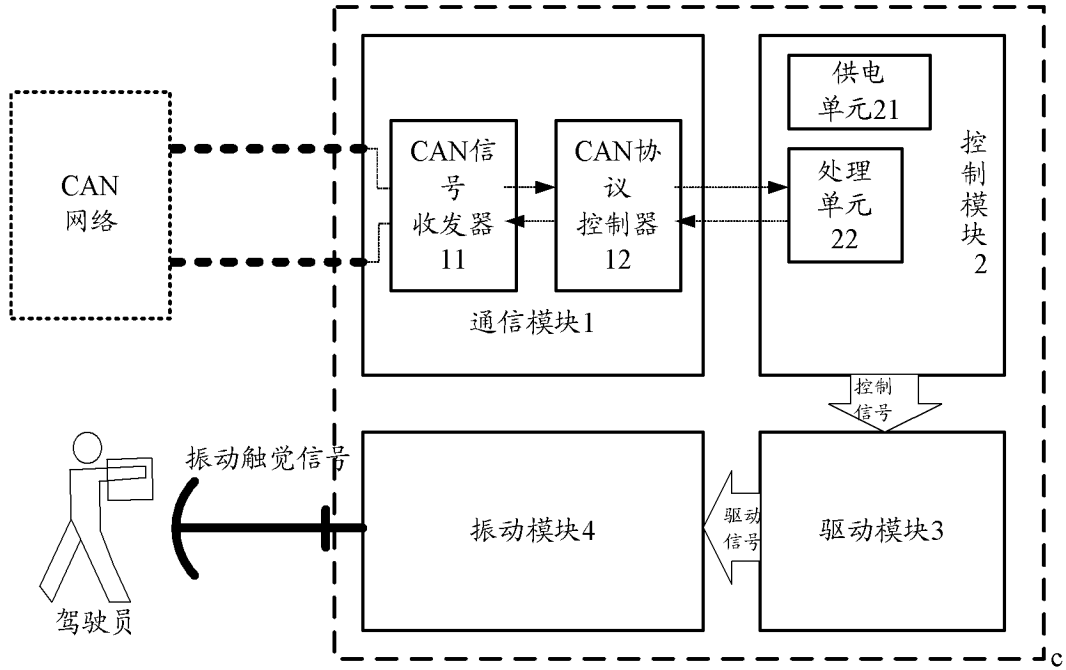 CAN
网络
CAN信
号
收发器
11
CAN协
议
控制器
12
通信模块1
供电
单元21
处理
单元
22
控制模块2
控制
信号
振动触觉信号
驾驶员
振动模块4
驱动
信号
驱动模块3
c